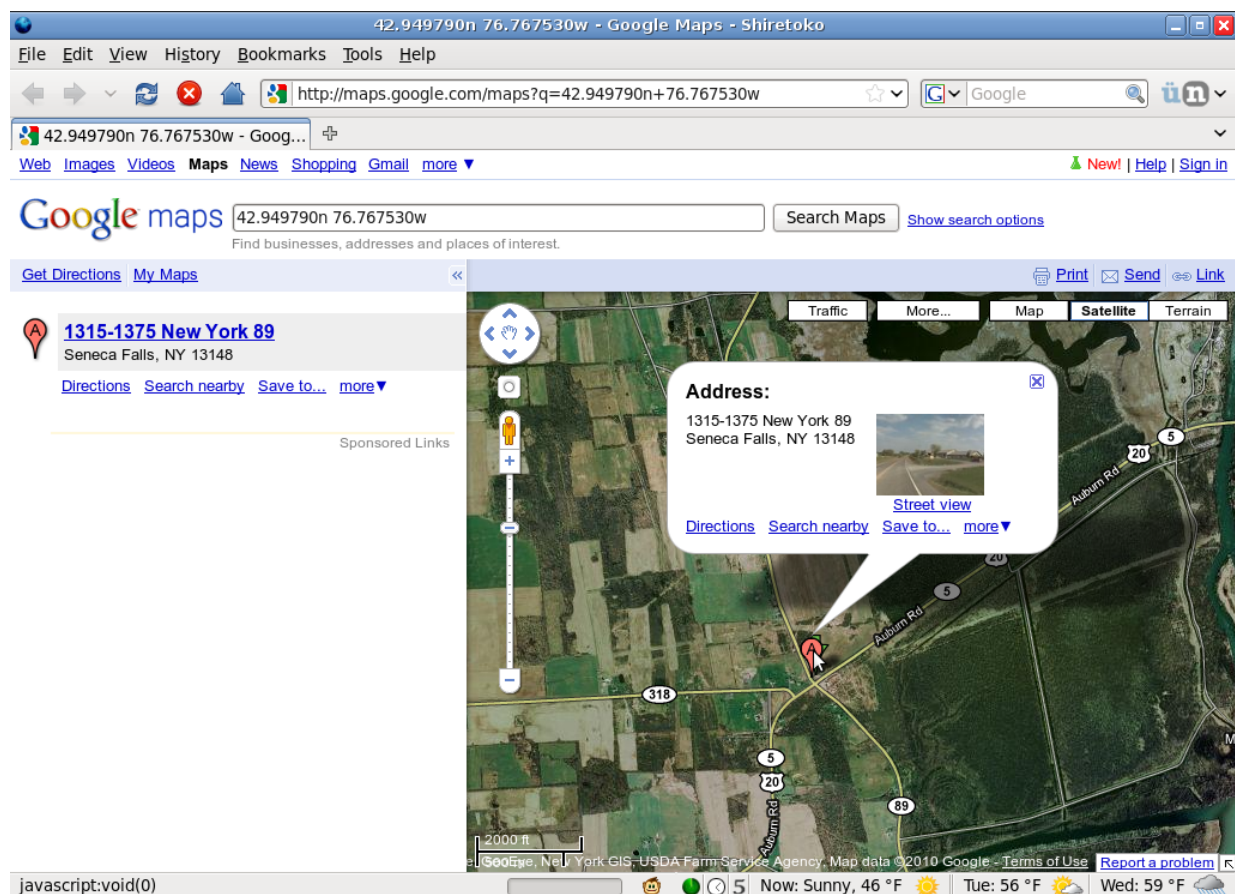 42.949790n 76.767530w - Google Maps - Shiretoko
File Edit View History Bookmarks Tools Help
http://maps.google.com/maps?q=42.949790n+76.767530w
Google
42.949790n 76.767530w - Goog...
Web Images Videos Maps News Shopping Gmail more ▼
New! | Help | Sign in
Google maps
42.949790n 76.767530w
Search Maps
Show search options
Find businesses, addresses and places of interest.
Get Directions My Maps
«
Print Send Link
Traffic More... Map Satellite Terrain
A
1315-1375 New York 89
Seneca Falls, NY 13148
Directions Search nearby Save to... more▼
Sponsored Links
Address:
1315-1375 New York 89
Seneca Falls, NY 13148
Street view
Directions Search nearby Save to... more▼
5
20
Auburn Rd
20
5
Auburn Rd
A
318
5
20
89
Auburn Rd
2000 ft
GeoEye, New York GIS, USDA Farm Service Agency, Map data ©2010 Google - Terms of Use
Report a problem
javascript:void(0)
5 Now: Sunny, 46 °F Tue: 56 °F Wed: 59 °F